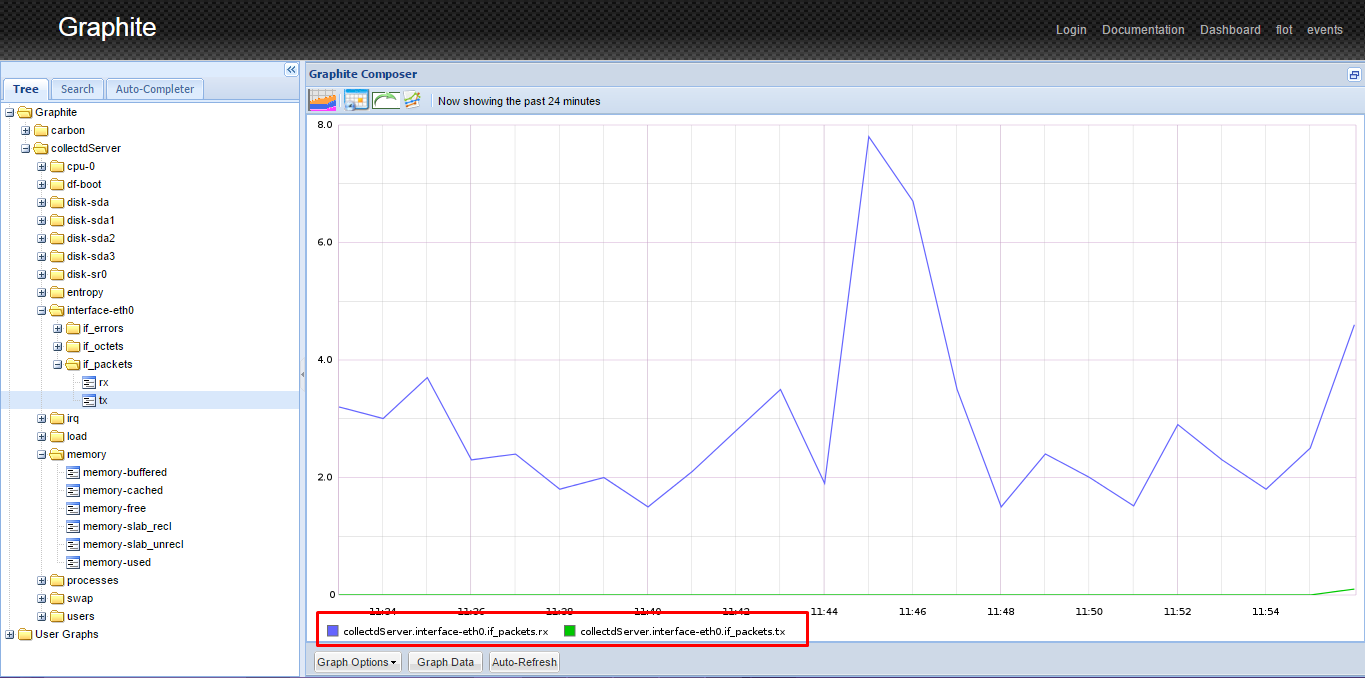 Graphite
Login Documentation Dashboard flot events
Tree Search Auto-Completer
Graphite
carbon
collectdServer
cpu-0
df-boot
disk-sda
disk-sda1
disk-sda2
disk-sda3
disk-sr0
entropy
interface-eth0
if_errors
if_octets
if_packets
rx
tx
irq
load
memory
memory-buffered
memory-cached
memory-free
memory-slab_recl
memory-slab_unrecl
memory-used
processes
swap
users
User Graphs
Graphite Composer
Now showing the past 24 minutes
8.0
6.0
4.0
2.0
0
11:34 11:36 11:38 11:40 11:42 11:44 11:46 11:48 11:50 11:52 11:54
collectdServer.interface-eth0.if_packets.rx collectdServer.interface-eth0.if_packets.tx
Graph Options Graph Data Auto-Refresh